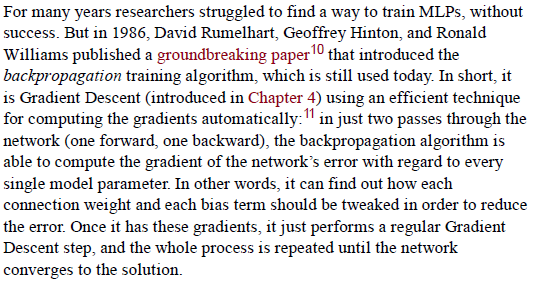 For many years researchers struggled to find a way to train MLPs, without
success. But in 1986, David Rumelhart, Geoffrey Hinton, and Ronald
Williams published a groundbreaking paper10 that introduced the
backpropagation training algorithm, which is still used today. In short, it
is Gradient Descent (introduced in Chapter 4) using an efficient technique
for computing the gradients automatically:11 in just two passes through the
network (one forward, one backward), the backpropagation algorithm is
able to compute the gradient of the network’s error with regard to every
single model parameter. In other words, it can find out how each
connection weight and each bias term should be tweaked in order to reduce
the error. Once it has these gradients, it just performs a regular Gradient
Descent step, and the whole process is repeated until the network
converges to the solution.